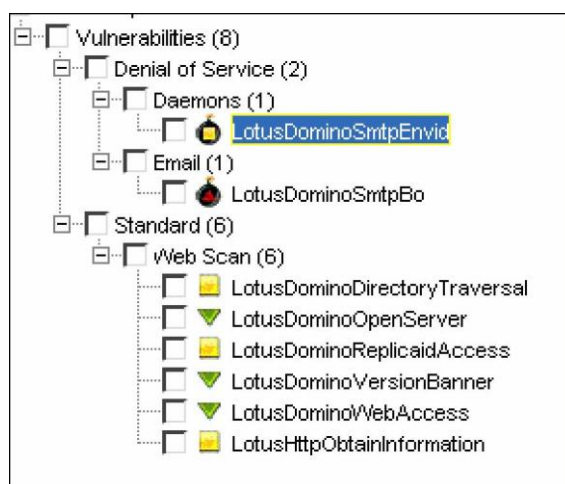 Vulnerabilities (8)
Denial of Service (2)
Daemons (1)
LotusDominoSmtpEnvid
Email (1)
LotusDominoSmtpBo
Standard (6)
Web Scan (6)
LotusDominoDirectoryTraversal
LotusDominoOpenServer
LotusDominoReplicaidAccess
LotusDominoVersionBanner
LotusDominoWebAccess
LotusHttpObtainInformation